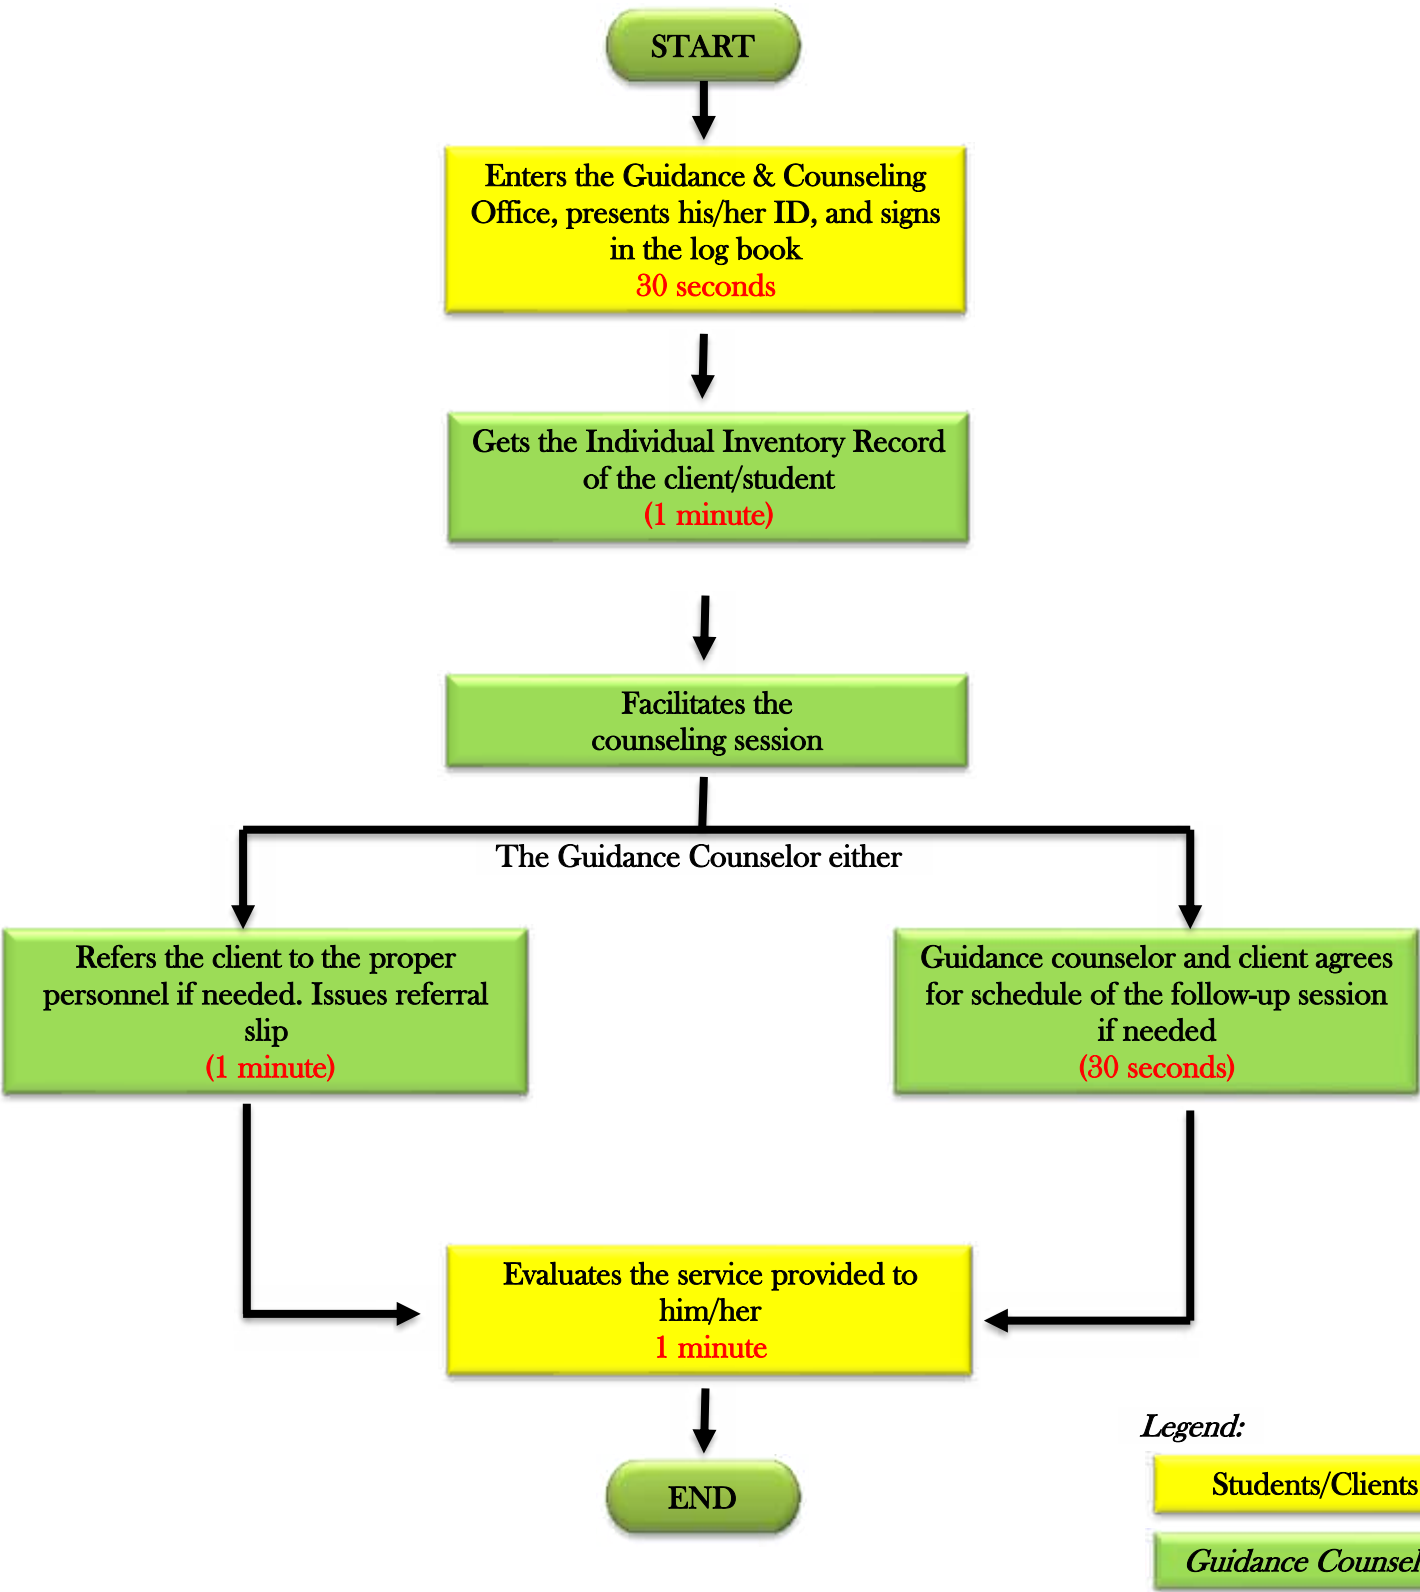 START
Enters the Guidance & Counseling
Office, presents his/her ID, and signs
in the log book
30 seconds
Gets the Individual Inventory Record
of the client/student
(1 minute)
Facilitates the
counseling session
The Guidance Counselor either
Refers the client to the proper
personnel if needed. Issues referral
slip
(1 minute)
Guidance counselor and client agrees
for schedule of the follow-up session
if needed
(30 seconds)
Evaluates the service provided to
him/her
1 minute
END
Legend:
Students/Clients
Guidance Counsel